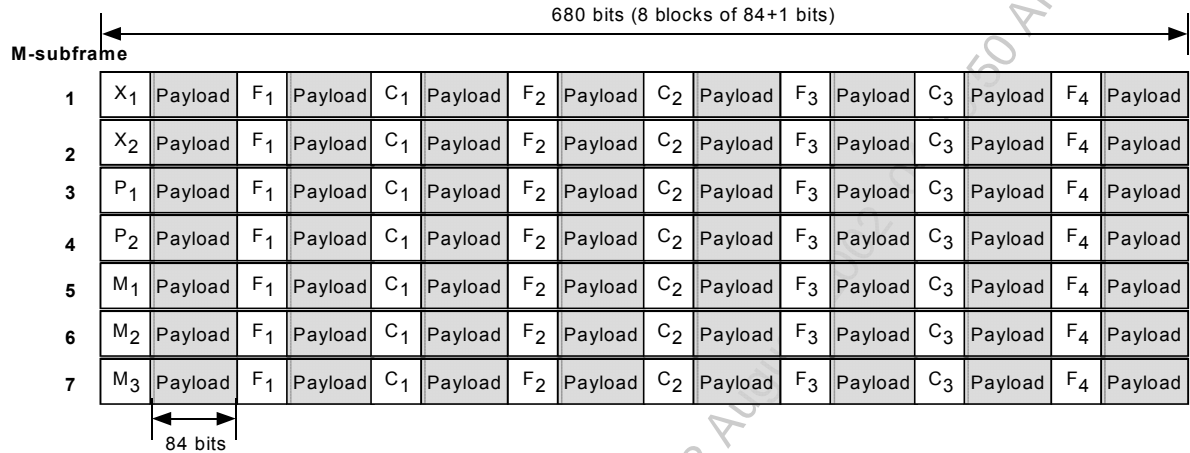 680 bits (8 blocks of 84+1 bits)
M-subframe
1 X1 Payload F1 Payload C1 Payload F2 Payload C2 Payload F3 Payload C3 Payload F4 Payload
2 X2 Payload F1 Payload C1 Payload F2 Payload C2 Payload F3 Payload C3 Payload F4 Payload
3 P1 Payload F1 Payload C1 Payload F2 Payload C2 Payload F3 Payload C3 Payload F4 Payload
4 P2 Payload F1 Payload C1 Payload F2 Payload C2 Payload F3 Payload C3 Payload F4 Payload
5 M1 Payload F1 Payload C1 Payload F2 Payload C2 Payload F3 Payload C3 Payload F4 Payload
6 M2 Payload F1 Payload C1 Payload F2 Payload C2 Payload F3 Payload C3 Payload F4 Payload
7 M3 Payload F1 Payload C1 Payload F2 Payload C2 Payload F3 Payload C3 Payload F4 Payload
84 bits